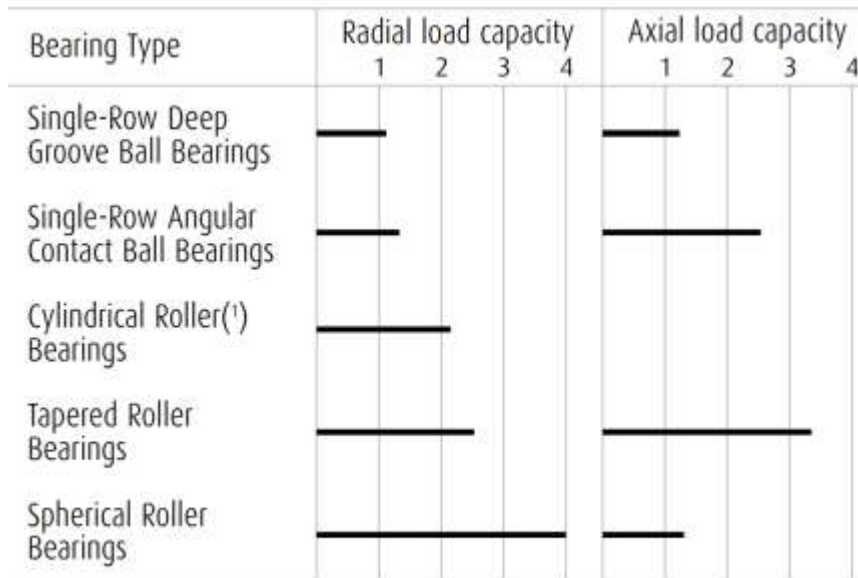 Bearing Type
Radial load capacity
1 2 3 4
Axial load capacity
1 2 3 4
Single-Row Deep
Groove Ball Bearings
Single-Row Angular
Contact Ball Bearings
Cylindrical Roller(¹)
Bearings
Tapered Roller
Bearings
Spherical Roller
Bearings